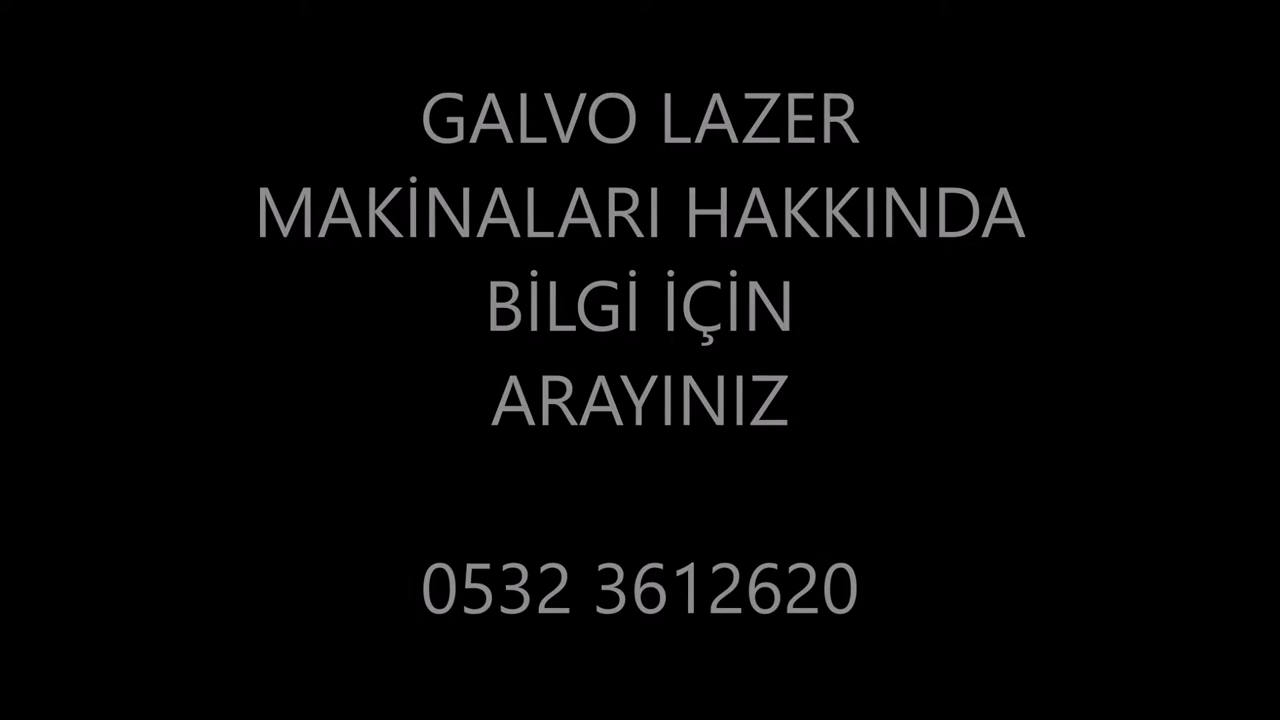 GALVO LAZER
MAKİNALARI HAKKINDA
BİLGİ İÇİN
ARAYINIZ
0532 3612620